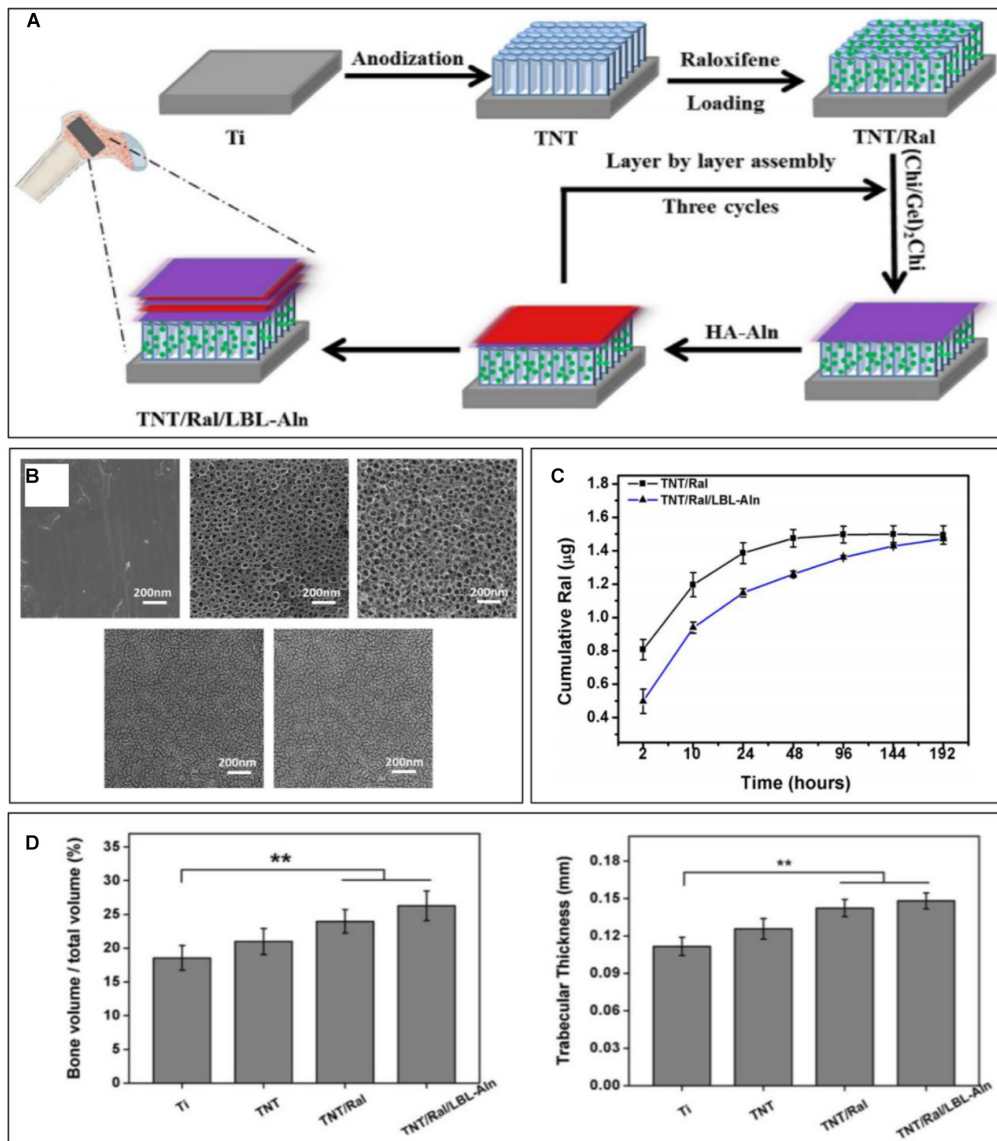 A
Anodization
Raloxifene
Loading
Ti
TNT
TNT/Ral
Layer by layer assembly
Three cycles
(Chi/Gel)₂Chi
HA-Aln
TNT/Ral/LBL-Aln
B
200nm
200nm
200nm
200nm
200nm
C
TNT/Ral
TNT/Ral/LBL-Aln
Cumulative Ral (μg)
1.8
1.6
1.4
1.2
1.0
0.8
0.6
0.4
2 10 24 48 96 144 192
Time (hours)
D
Bone volume / total volume (%)
35
30
25
20
15
10
5
0
**
Ti TNT TNT/Ral TNT/Ral/LBL-Aln
Trabecular Thickness (mm)
0.18
0.15
0.12
0.09
0.06
0.03
0.00
**
Ti TNT TNT/Ral TNT/Ral/LBL-Aln